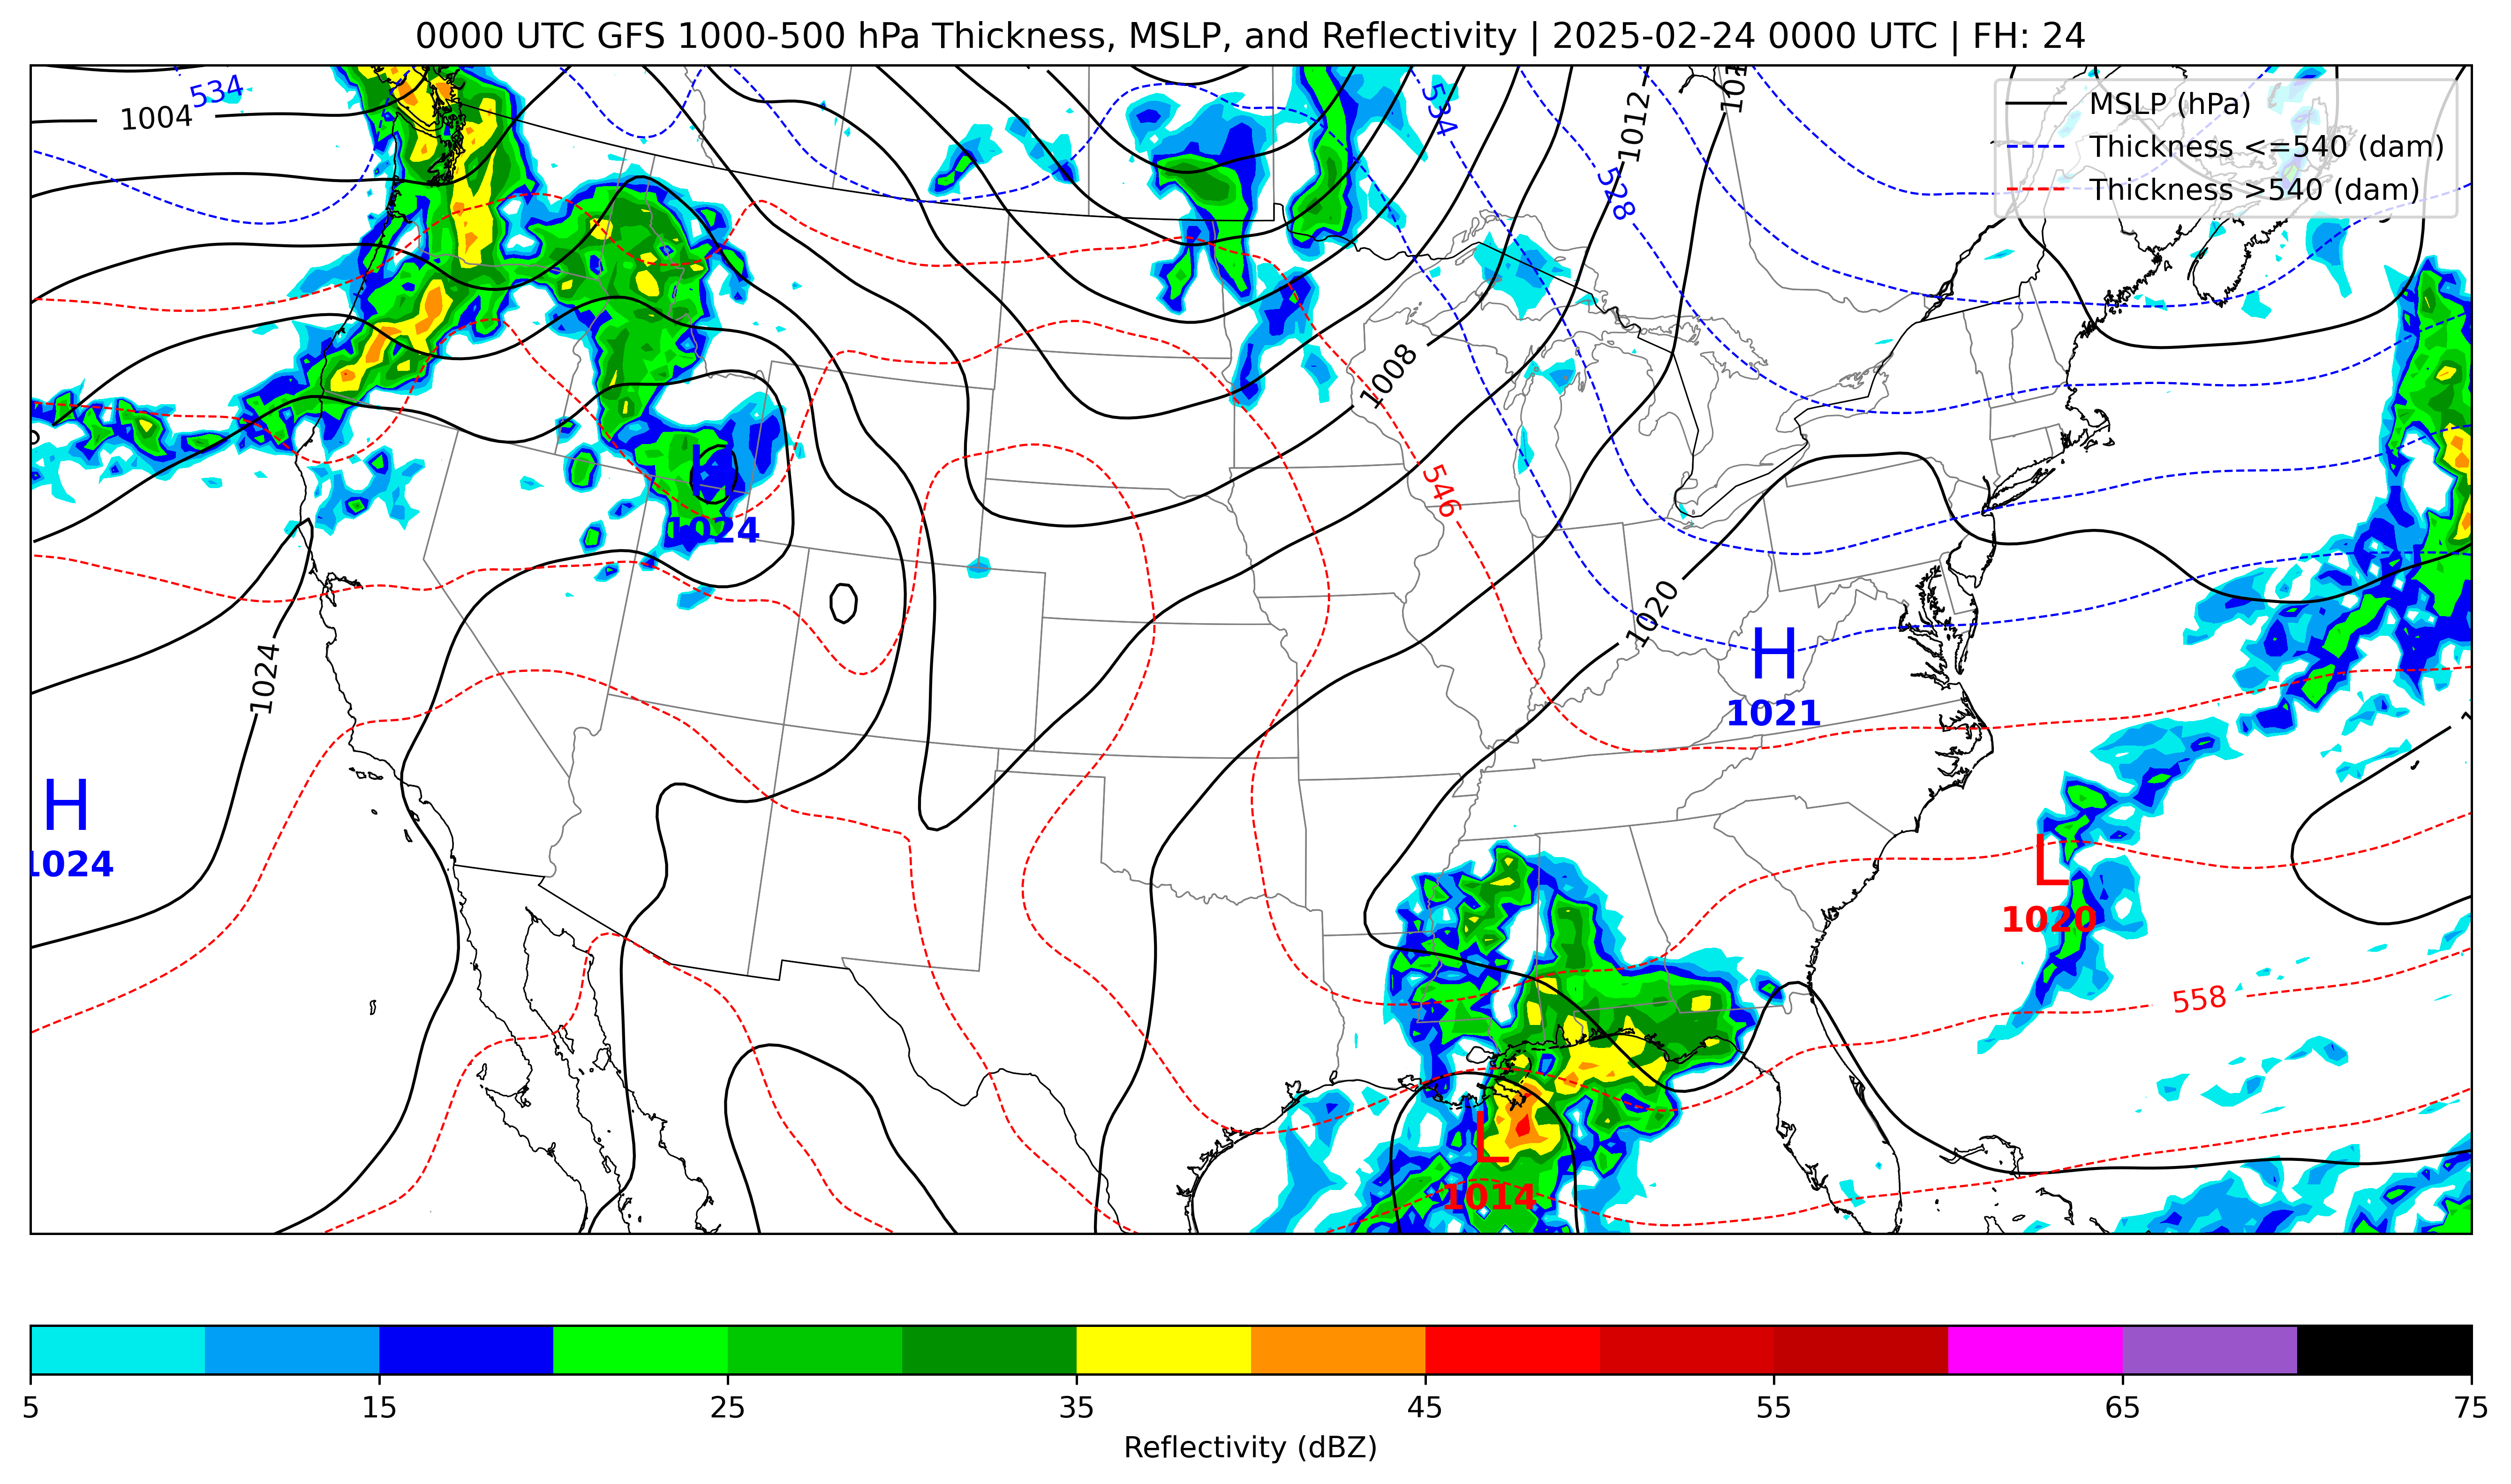 0000 UTC GFS 1000-500 hPa Thickness, MSLP, and Reflectivity | 2025-02-24 0000 UTC | FH: 24
MSLP (hPa)
Thickness <=540 (dam)
Thickness >540 (dam)
534
1004
534
1012
528
1008
546
H
1024
1020
H
1021
1024
H
1024
L
1020
558
L
1014
5
15
25
35
45
55
65
75
Reflectivity (dBZ)